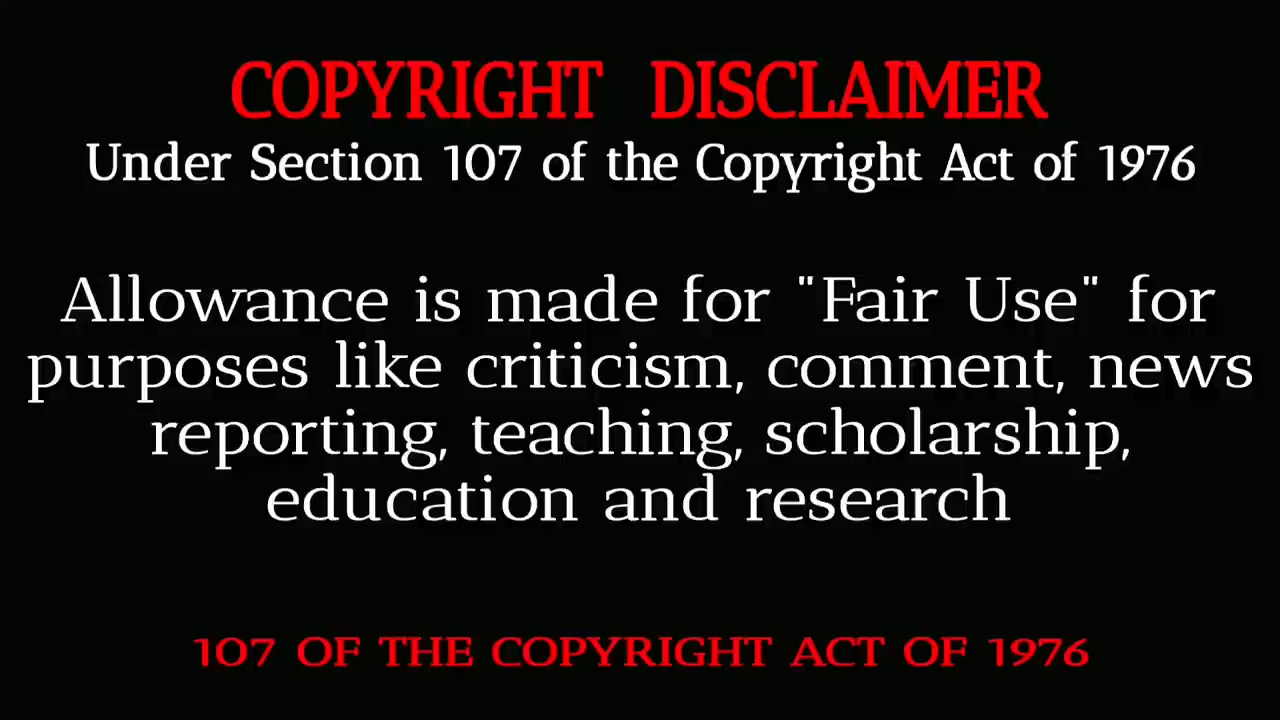 COPYRIGHT DISCLAIMER
Under Section 107 of the Copyright Act of 1976
Allowance is made for "Fair Use" for
purposes like criticism, comment, news
reporting, teaching, scholarship,
education and research
107 OF THE COPYRIGHT ACT OF 1976